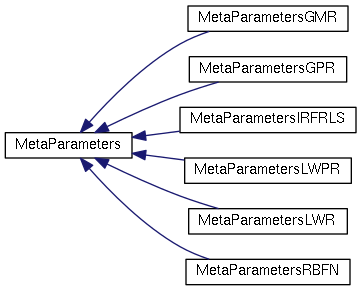 MetaParametersGMR
MetaParametersGPR
MetaParametersIRFRLS
MetaParameters
MetaParametersLWPR
MetaParametersLWR
MetaParametersRBFN